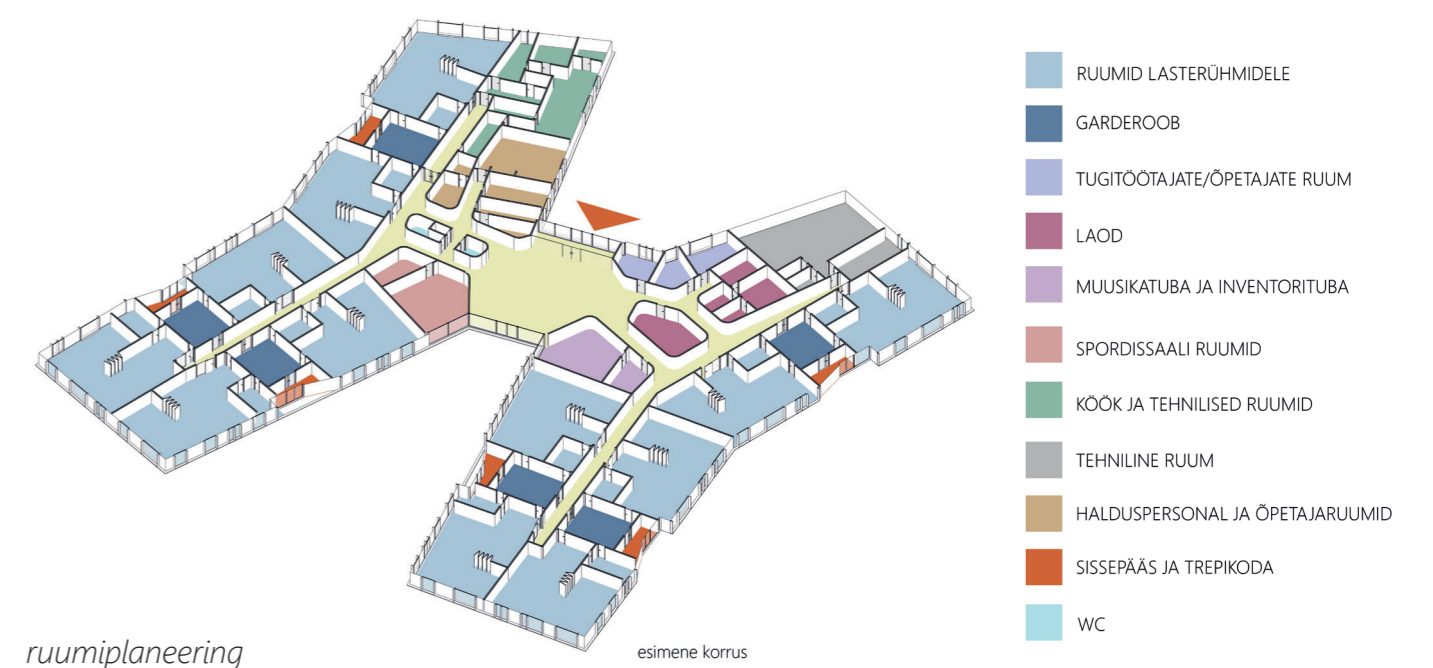 RUUMID LASTERÜHMIDELE
GARDEROOB
TUGITÖÖTAJATE/ÕPETAJATE RUUM
LAOD
MUUSIKATUBA JA INVENTORITUBA
SPORDISSAALI RUUMID
KÖÖK JA TEHNILISED RUUMID
TEHNILINE RUUM
HALDUSPERSONAL JA ÕPETAJARUUMID
SISSEPÄÄS JA TREPIKODA
WC
ruumiplaneering
esimene korrus